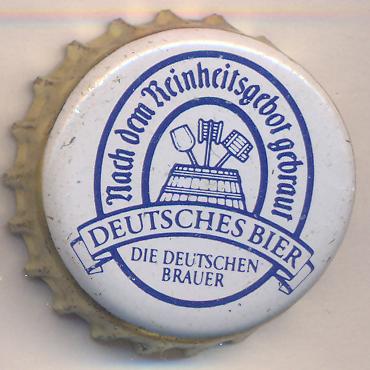 Nach dem Reinheitsgebot gebraut
DEUTSCHES BIER
DIE DEUTSCHEN
BRAUER